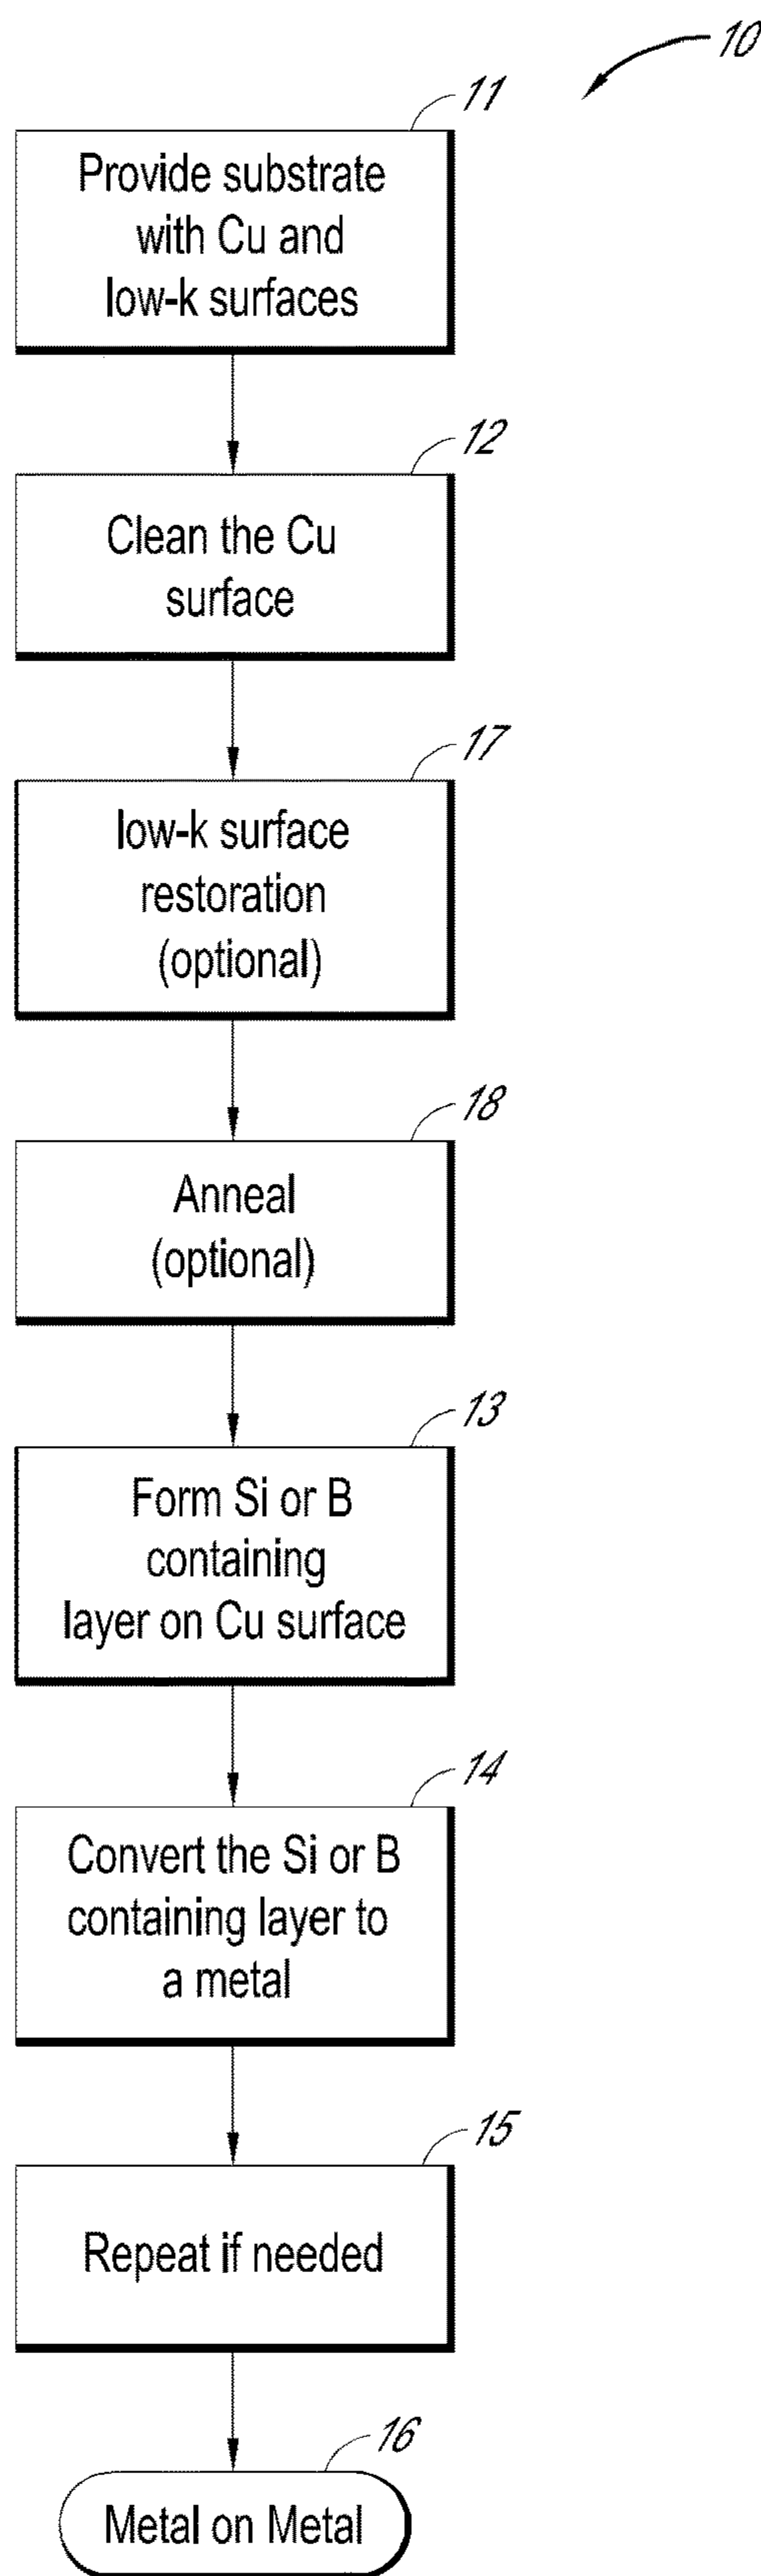 10
11
Provide substrate
with Cu and
low-k surfaces
12
Clean the Cu
surface
17
low-k surface
restoration
(optional)
18
Anneal
(optional)
13
Form Si or B
containing
layer on Cu surface
14
Convert the Si or B
containing layer to
a metal
15
Repeat if needed
16
Metal on Metal